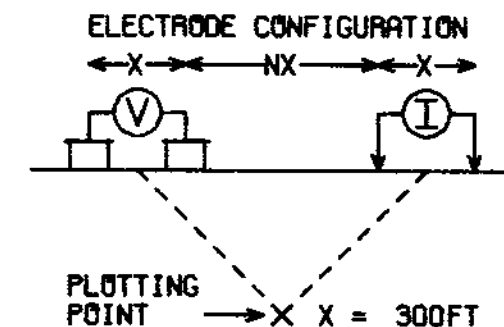 ELECTRODE CONFIGURATION
X NX X
V I
PLOTTING
POINT X X = 300FT